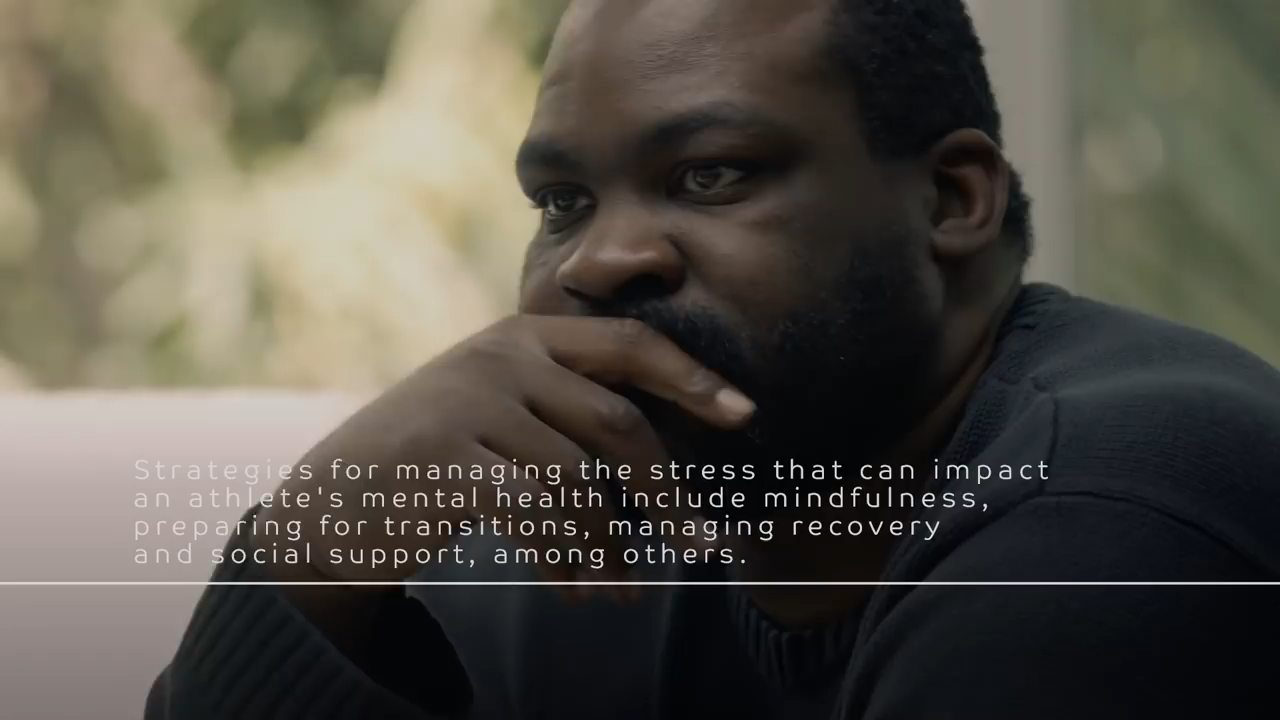 Strategies for managing the stress that can impact
an athlete's mental health include mindfulness,
preparing for transitions, managing recovery
and social support, among others.